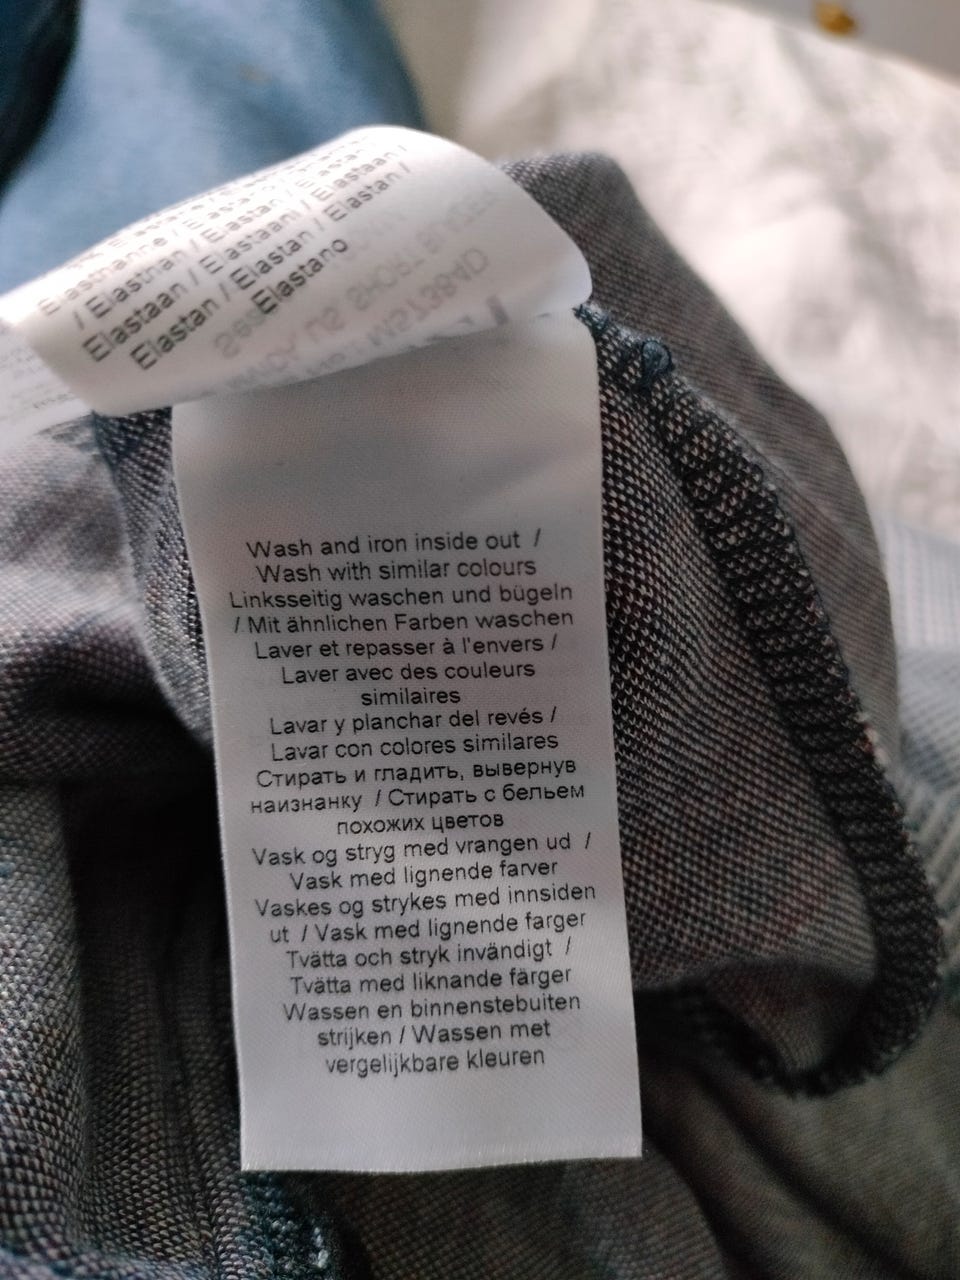 Elasthanne /
/ Elasthan / Elastan / Elastaan /
Elastaan / Elastaani / Elastan /
Elastan / Elastan /
Elastano
Wash and iron inside out /
Wash with similar colours
Linksseitig waschen und bügeln
/ Mit ähnlichen Farben waschen
Laver et repasser à l'envers /
Laver avec des couleurs
similaires
Lavar y planchar del revés /
Lavar con colores similares
Стирать и гладить, вывернув
наизнанку / Стирать с бельем
похожих цветов
Vask og stryg med vrangen ud /
Vask med lignende farver
Vaskes og strykes med innsiden
ut / Vask med lignende farger
Tvätta och stryk invändigt /
Tvätta med liknande färger
Wassen en binnenstebuiten
strijken / Wassen met
vergelijkbare kleuren